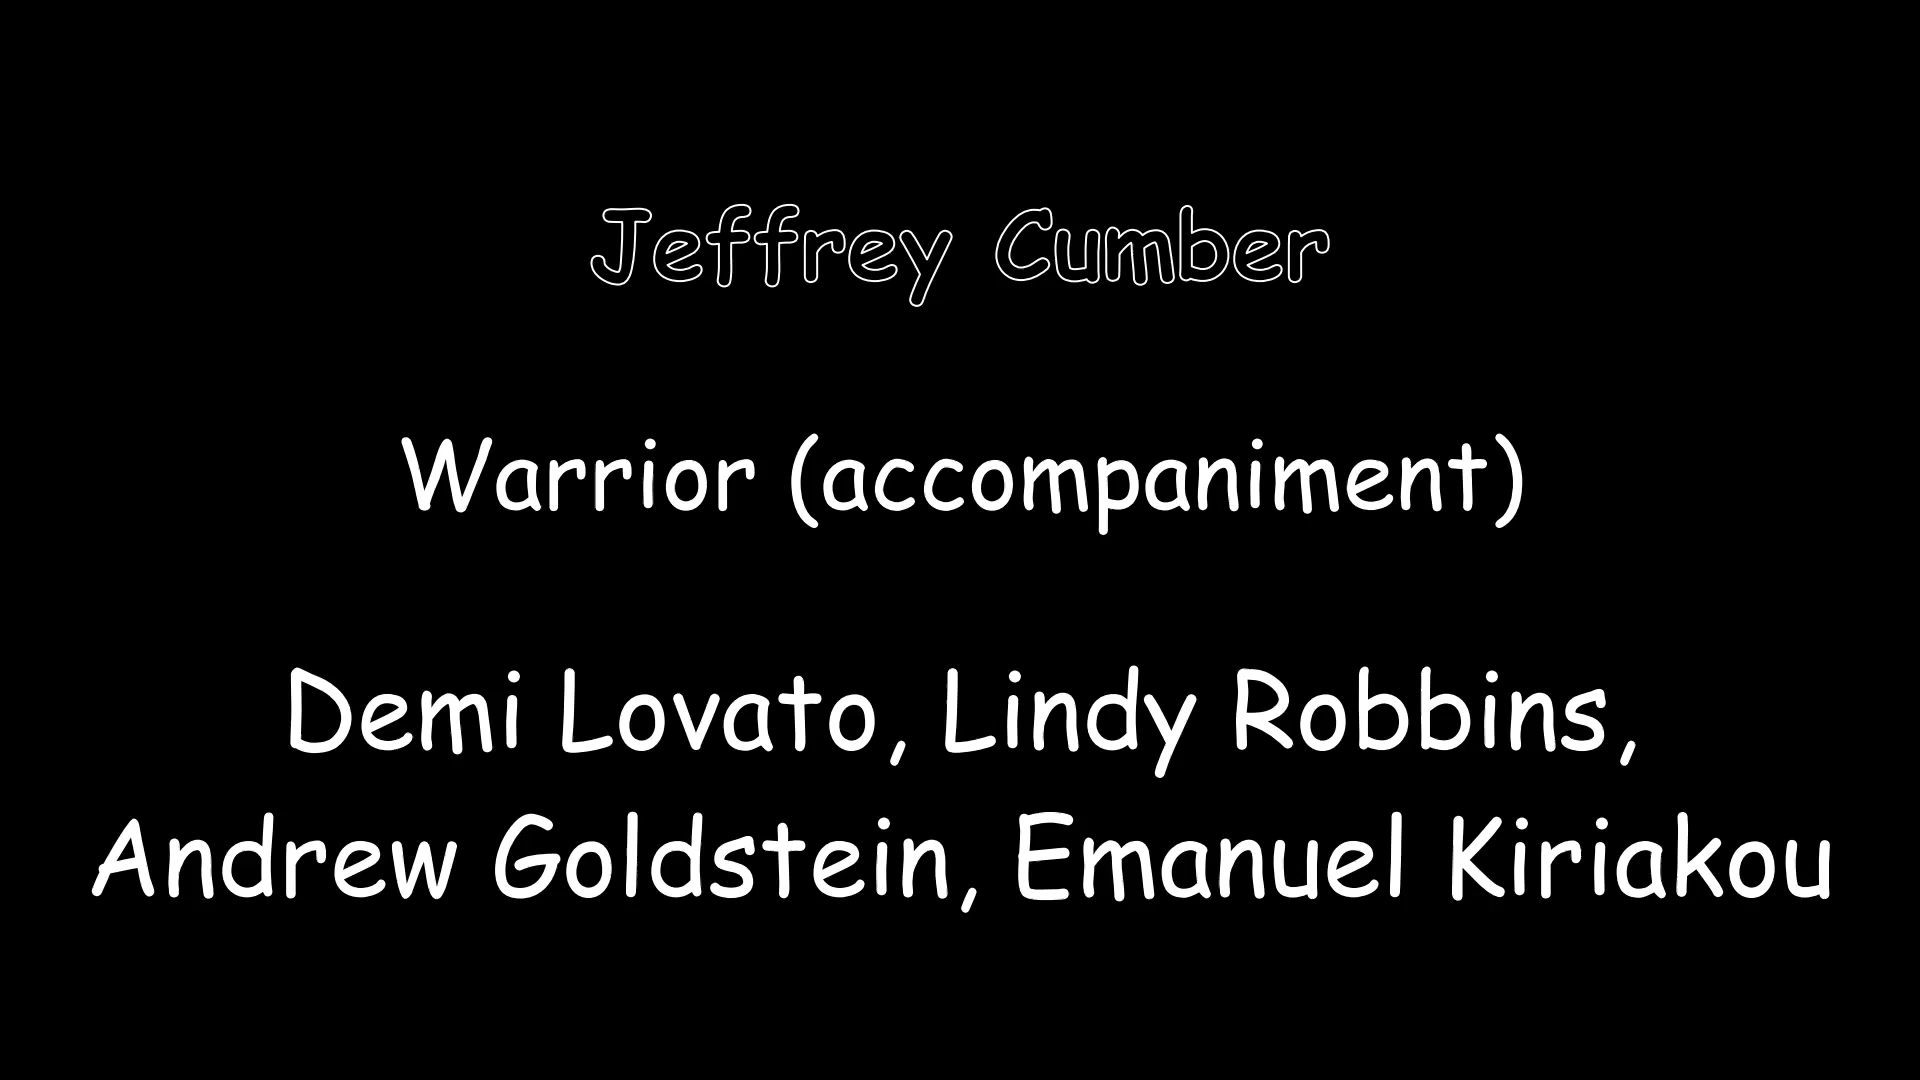 Jeffrey Cumber
Warrior (accompaniment)
Demi Lovato, Lindy Robbins,
Andrew Goldstein, Emanuel Kiriakou